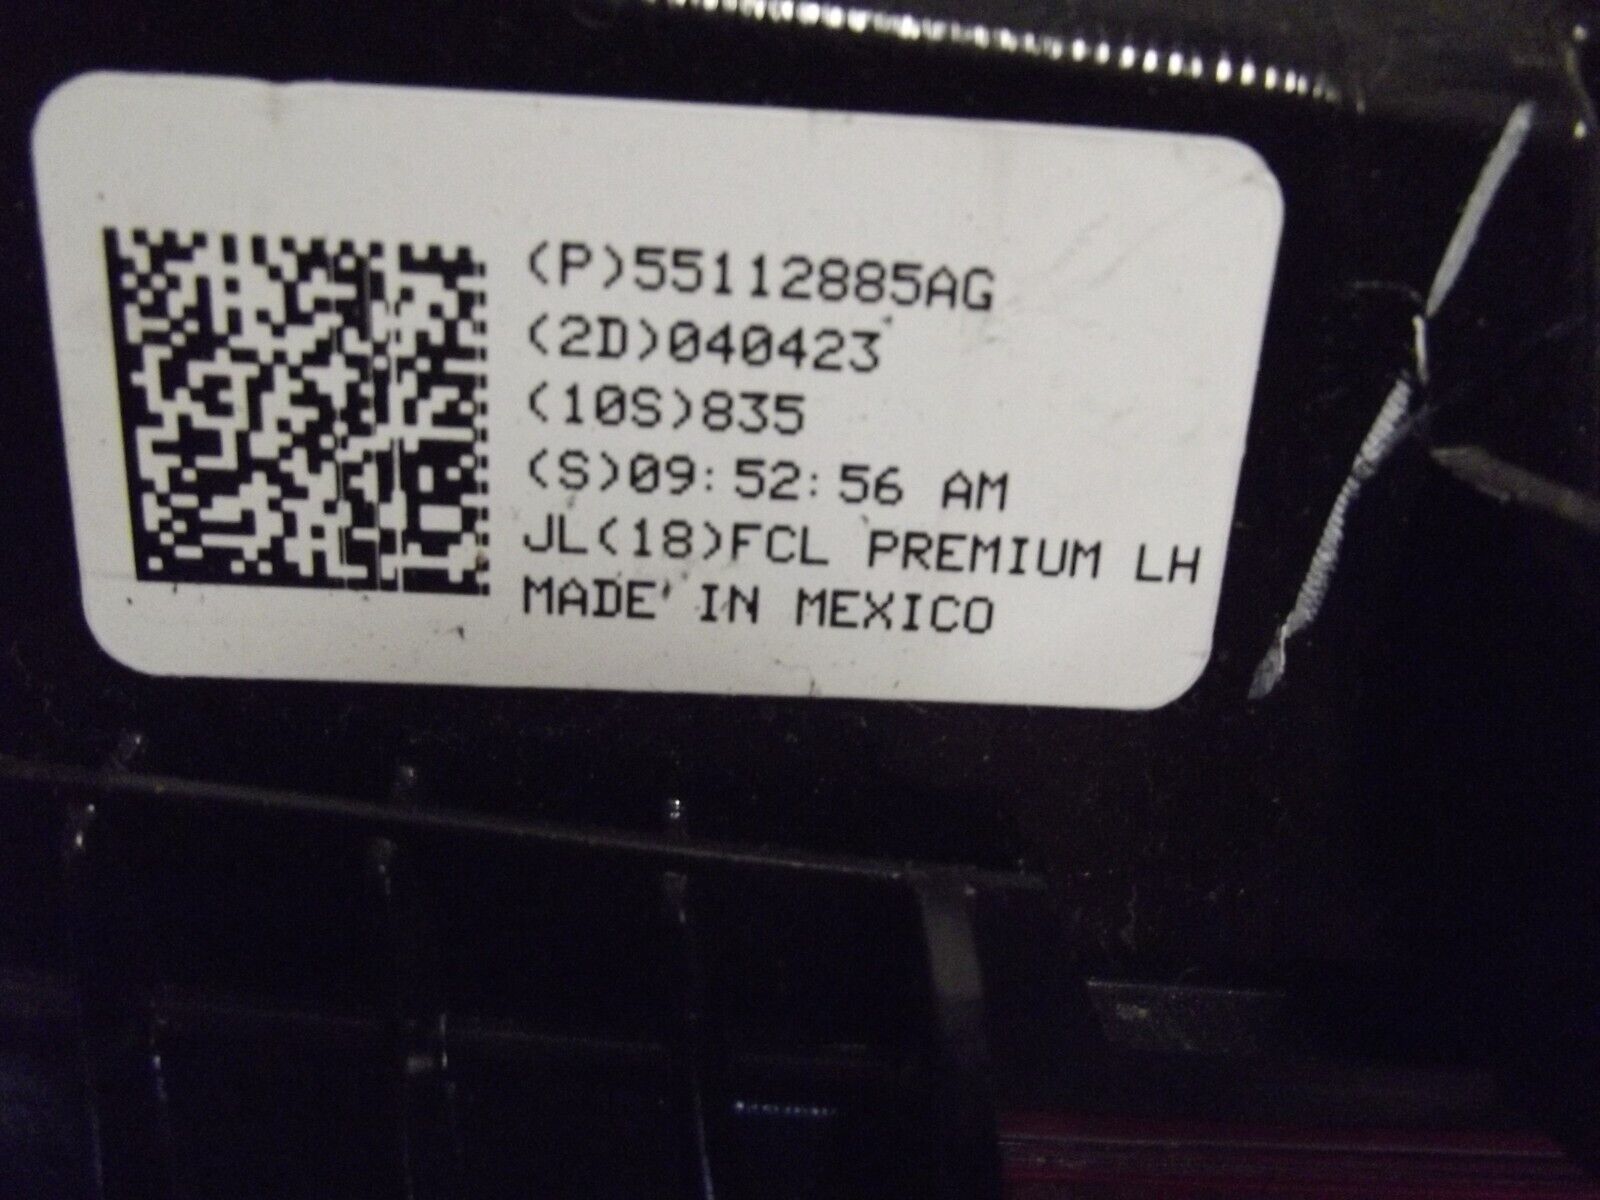 (P)55112885AG
(2D)040423
(10S)835
(S)09:52:56 AM
JL(18)FCL PREMIUM LH
MADE IN MEXICO